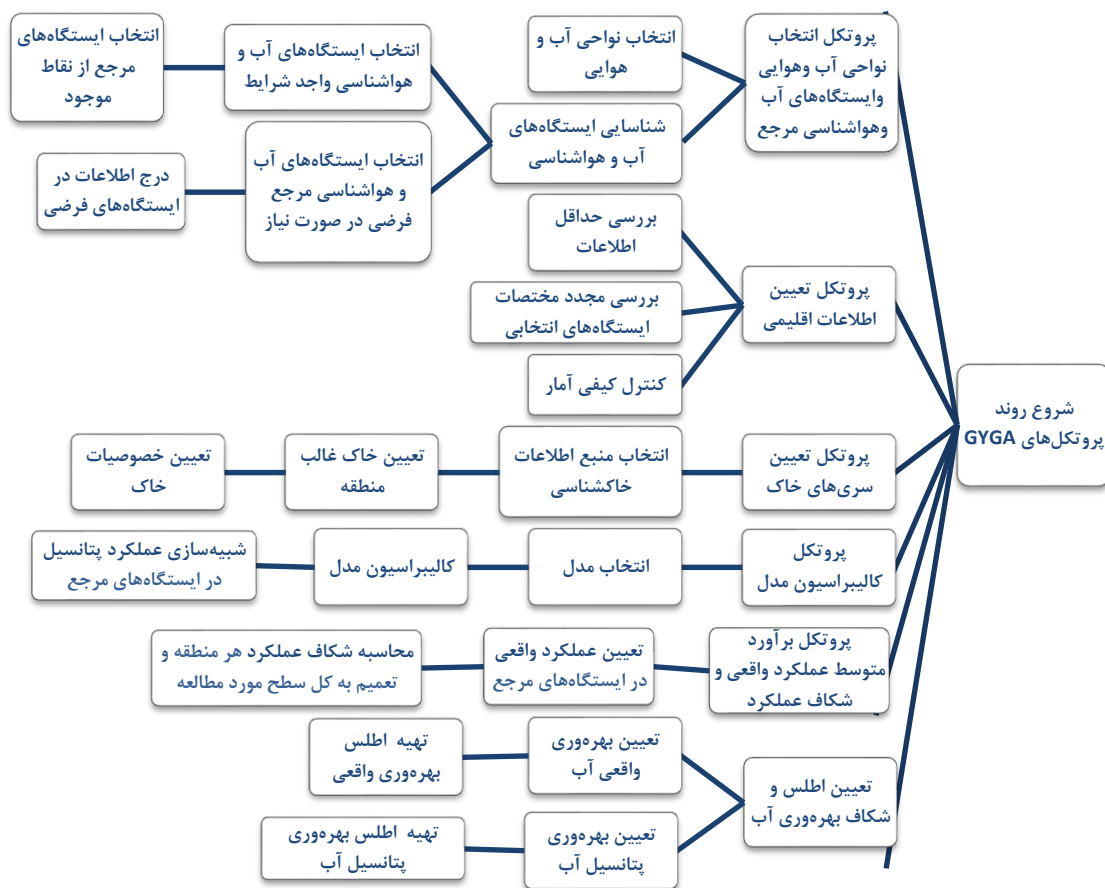 شروع روند
پروتکل‌های GYGA
پروتکل انتخاب
نواحی آب وهوایی
وایستگاه‌های آب
وهواشناسی مرجع
انتخاب نواحی آب و
هوایی
شناسایی ایستگاه‌های
آب و هواشناسی
انتخاب ایستگاه‌های آب و
هواشناسی واجد شرایط
انتخاب ایستگاه‌های
مرجع از نقاط
موجود
انتخاب ایستگاه‌های آب
و هواشناسی مرجع
فرضی در صورت نیاز
درج اطلاعات در
ایستگاه‌های فرضی
پروتکل تعیین
اطلاعات اقلیمی
بررسی حداقل
اطلاعات
بررسی مجدد مختصات
ایستگاه‌های انتخابی
کنترل کیفی آمار
پروتکل تعیین
سری‌های خاک
انتخاب منبع اطلاعات
خاکشناسی
تعیین خاک غالب
منطقه
تعیین خصوصیات
خاک
پروتکل
کالیبراسیون مدل
انتخاب مدل
کالیبراسیون مدل
شبیه‌سازی عملکرد پتانسیل
در ایستگاه‌های مرجع
پروتکل برآورد
متوسط عملکرد واقعی و
شکاف عملکرد
تعیین عملکرد واقعی
در ایستگاه‌های مرجع
محاسبه شکاف عملکرد هر منطقه و
تعمیم به کل سطح مورد مطالعه
تعیین اطلس و
شکاف بهره‌وری آب
تعیین بهره‌وری
واقعی آب
تهیه اطلس
بهره‌وری واقعی
تعیین بهره‌وری
پتانسیل آب
تهیه اطلس بهره‌وری
پتانسیل آب